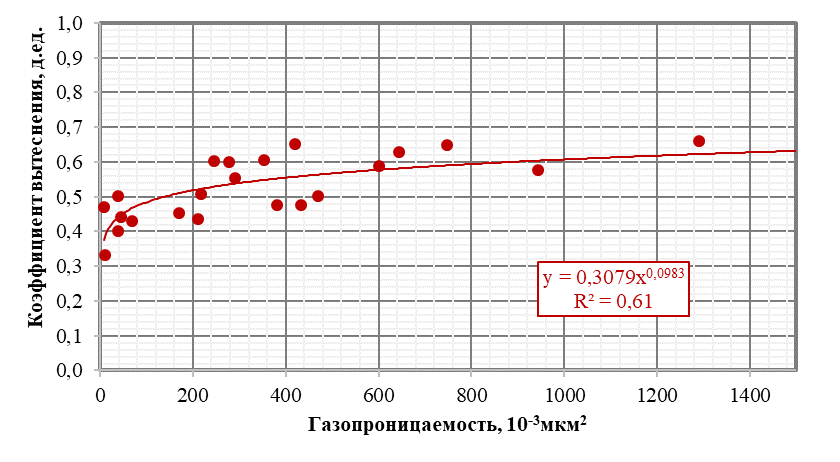 Коэффициент вытеснения, д.ед.
1,0
0,9
0,8
0,7
0,6
0,5
0,4
0,3
0,2
0,1
0,0
y = 0,3079x^0,0983
R² = 0,61
0 200 400 600 800 1000 1200 1400
Газопроницаемость, 10⁻³мкм²